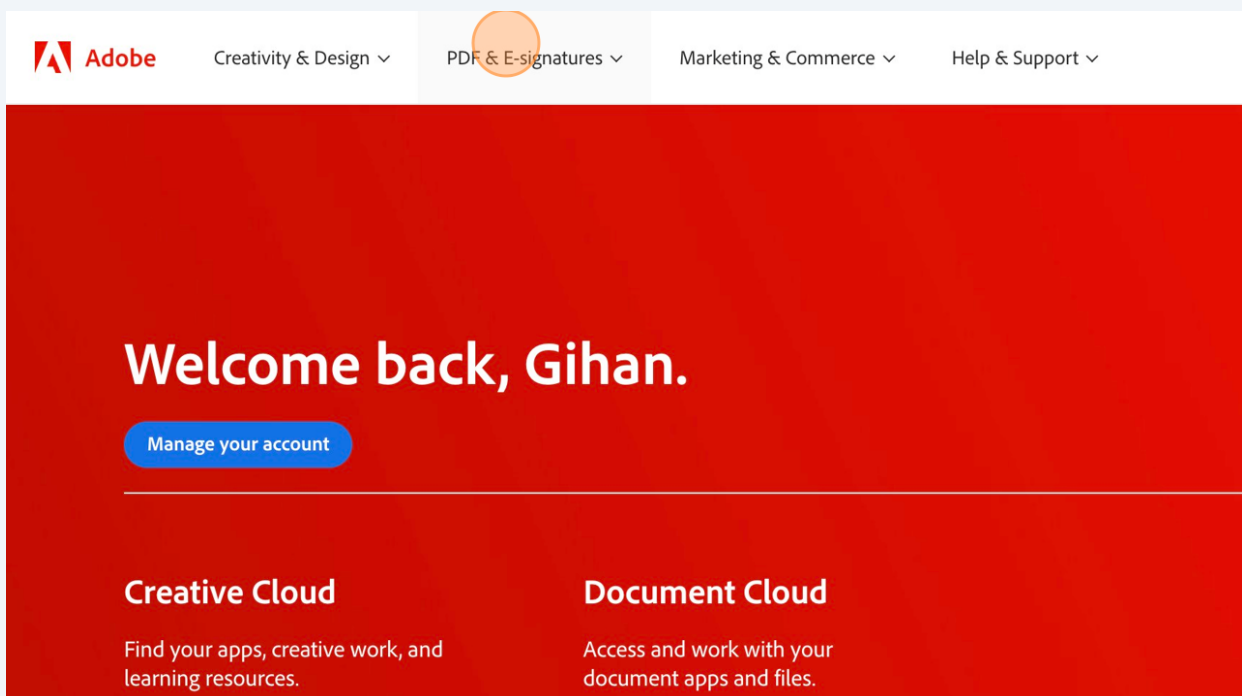 Adobe Creativity & Design PDF & E-signatures Marketing & Commerce Help & Support
Welcome back, Gihan.
Manage your account
Creative Cloud
Find your apps, creative work, and
learning resources.
Document Cloud
Access and work with your
document apps and files.